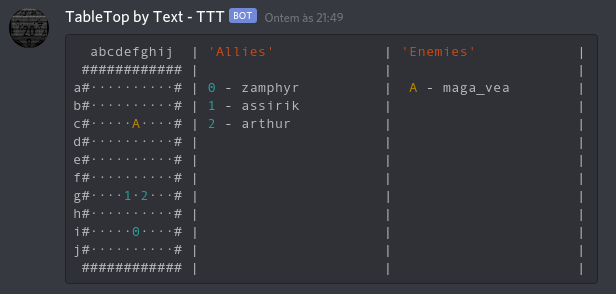 TableTop by Text - TTT BOT Ontem às 21:49
  abcdefghij  | 'Allies'              | 'Enemies'             |
 ############ |                       |                       |
a#··········# | 0 - zamphyr           |  A - maga_vea         |
b#··········# | 1 - assirik           |                       |
c#·····A····# | 2 - arthur            |                       |
d#··········# |                       |                       |
e#··········# |                       |                       |
f#··········# |                       |                       |
g#····1·2···# |                       |                       |
h#··········# |                       |                       |
i#·····0····# |                       |                       |
j#··········# |                       |                       |
 ############ |                       |                       |